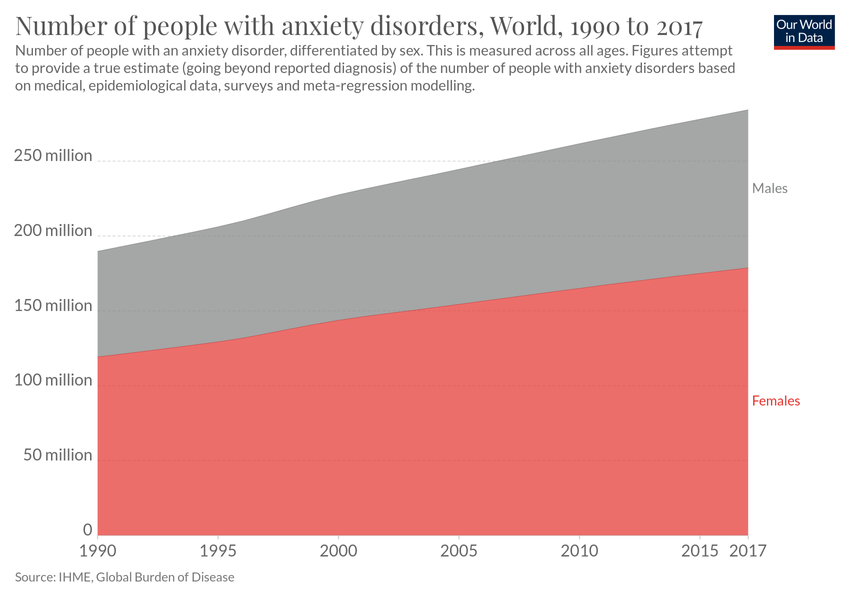 Number of people with anxiety disorders, World, 1990 to 2017
Our World
in Data
Number of people with an anxiety disorder, differentiated by sex. This is measured across all ages. Figures attempt
to provide a true estimate (going beyond reported diagnosis) of the number of people with anxiety disorders based
on medical, epidemiological data, surveys and meta-regression modelling.
250 million
200 million
150 million
100 million
50 million
0
Males
Females
1990 1995 2000 2005 2010 2015 2017
Source: IHME, Global Burden of Disease